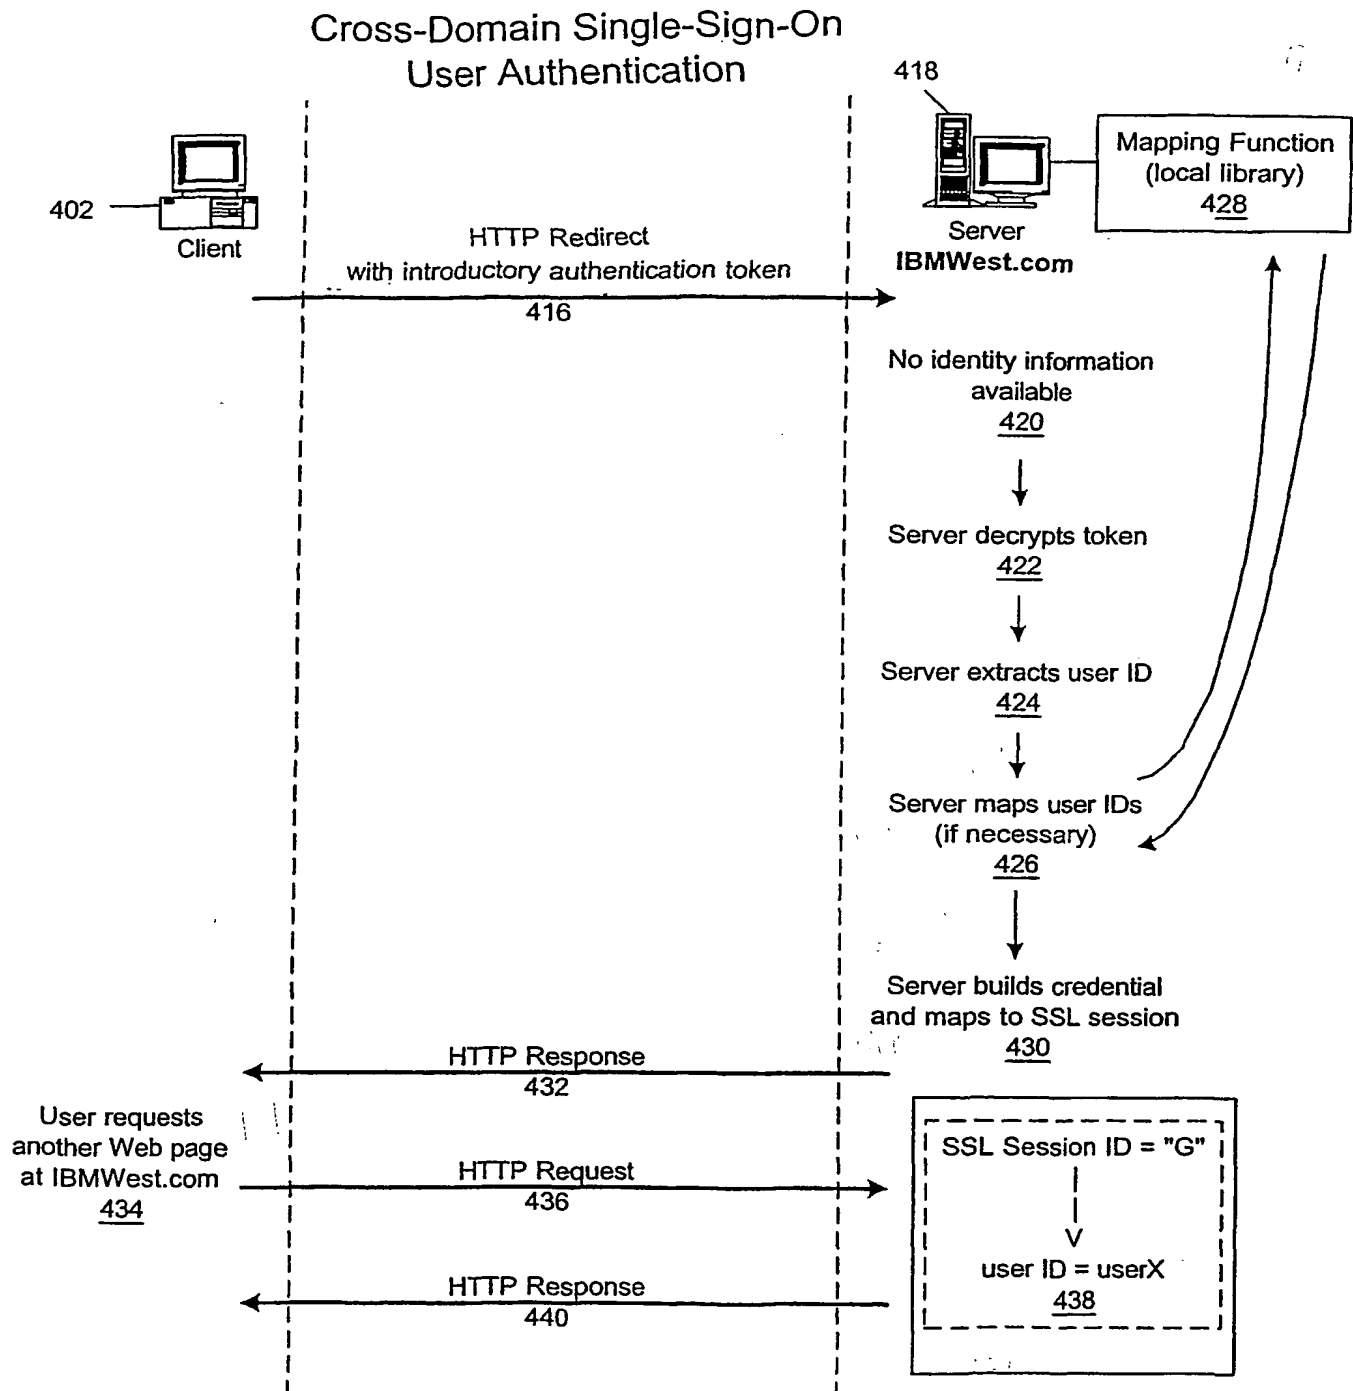 Cross-Domain Single-Sign-On
User Authentication
418
Mapping Function
(local library)
428
402
Client
Server
IBMWest.com
HTTP Redirect
with introductory authentication token
416
No identity information
available
420
Server decrypts token
422
Server extracts user ID
424
Server maps user IDs
(if necessary)
426
Server builds credential
and maps to SSL session
430
HTTP Response
432
User requests
another Web page
at IBMWest.com
434
HTTP Request
436
SSL Session ID = "G"
user ID = userX
438
HTTP Response
440